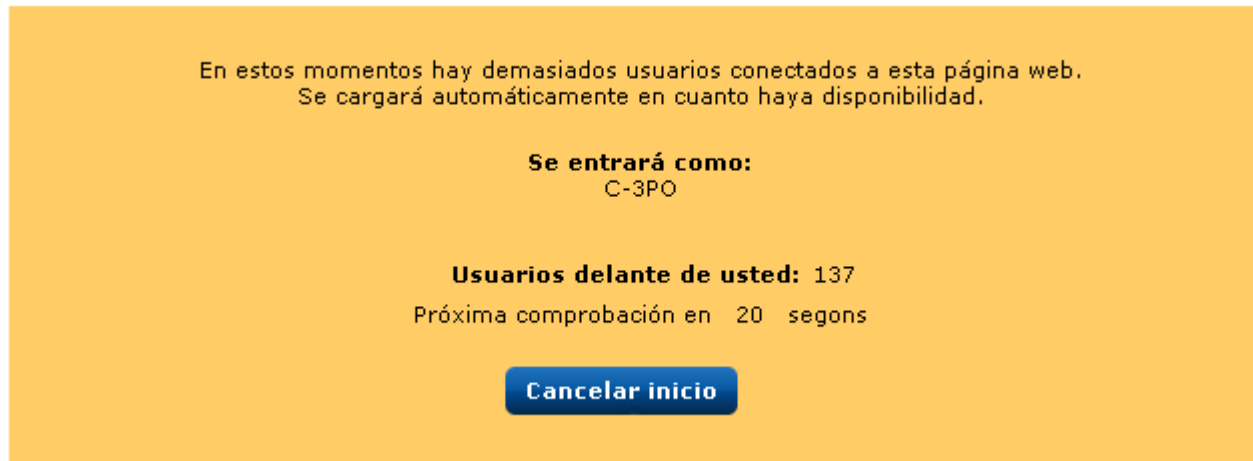 En estos momentos hay demasiados usuarios conectados a esta página web.
Se cargará automáticamente en cuanto haya disponibilidad.
Se entrará como:
C-3PO
Usuarios delante de usted: 137
Próxima comprobación en 20 segons
Cancelar inicio